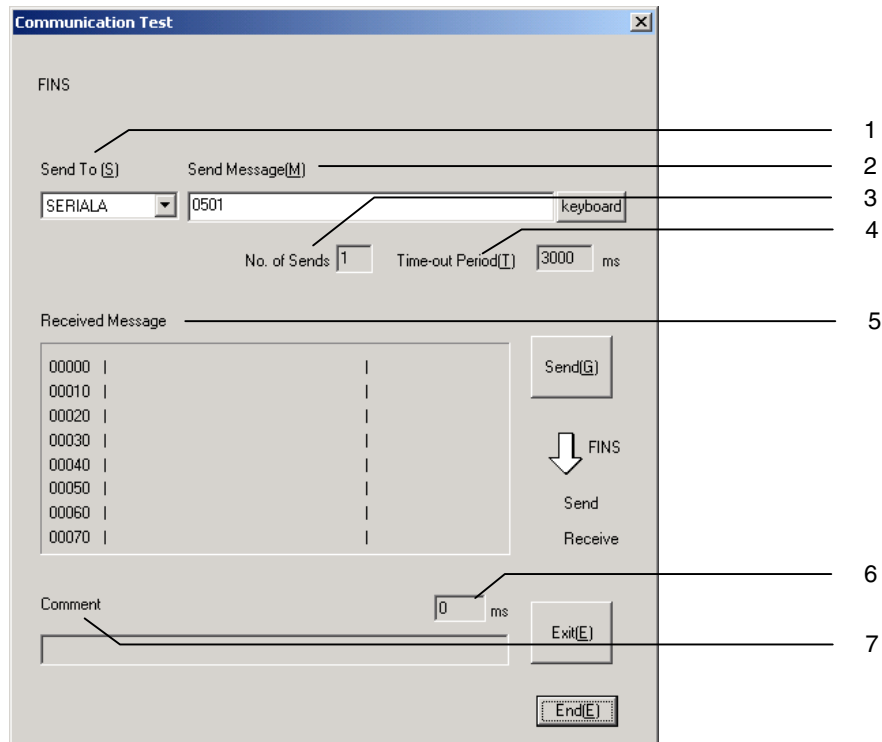 Communication Test
FINS
1
Send To (S) Send Message(M) 2
SERIALA 0501 keyboard 3
4
No. of Sends 1 Time-out Period(T) 3000 ms
Received Message 5
00000 | | Send(G)
00010 | |
00020 | |
00030 | | FINS
00040 | |
00050 | |
00060 | | Send
00070 | | Receive
6
Comment 0 ms
Exit(E) 7
End(E)